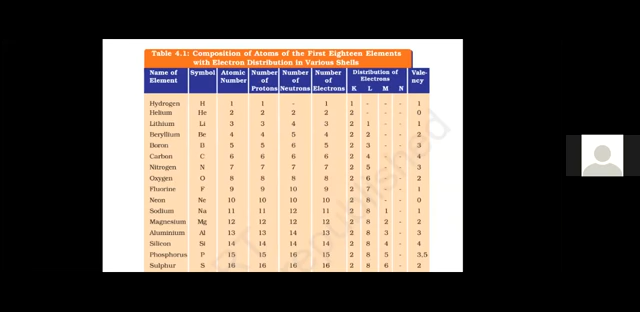 Table 4.1: Composition of Atoms of the First Eighteen Elements
with Electron Distribution in Various Shells
Name of Symbol Atomic Number Number Number Distribution of Vale-
Element Number of of of Electrons ncy
Protons Neutrons Electrons K L M N
Hydrogen H 1 1 - 1 1 - - - 1
Helium He 2 2 2 2 2 - - - 0
Lithium Li 3 3 4 3 2 1 - - 1
Beryllium Be 4 4 5 4 2 2 - - 2
Boron B 5 5 6 5 2 3 - - 3
Carbon C 6 6 6 6 2 4 - - 4
Nitrogen N 7 7 7 7 2 5 - - 3
Oxygen O 8 8 8 8 2 6 - - 2
Fluorine F 9 9 10 9 2 7 - - 1
Neon Ne 10 10 10 10 2 8 - - 0
Sodium Na 11 11 12 11 2 8 1 - 1
Magnesium Mg 12 12 12 12 2 8 2 - 2
Aluminium Al 13 13 14 13 2 8 3 - 3
Silicon Si 14 14 14 14 2 8 4 - 4
Phosphorus P 15 15 16 15 2 8 5 - 3,5
Sulphur S 16 16 16 16 2 8 6 - 2